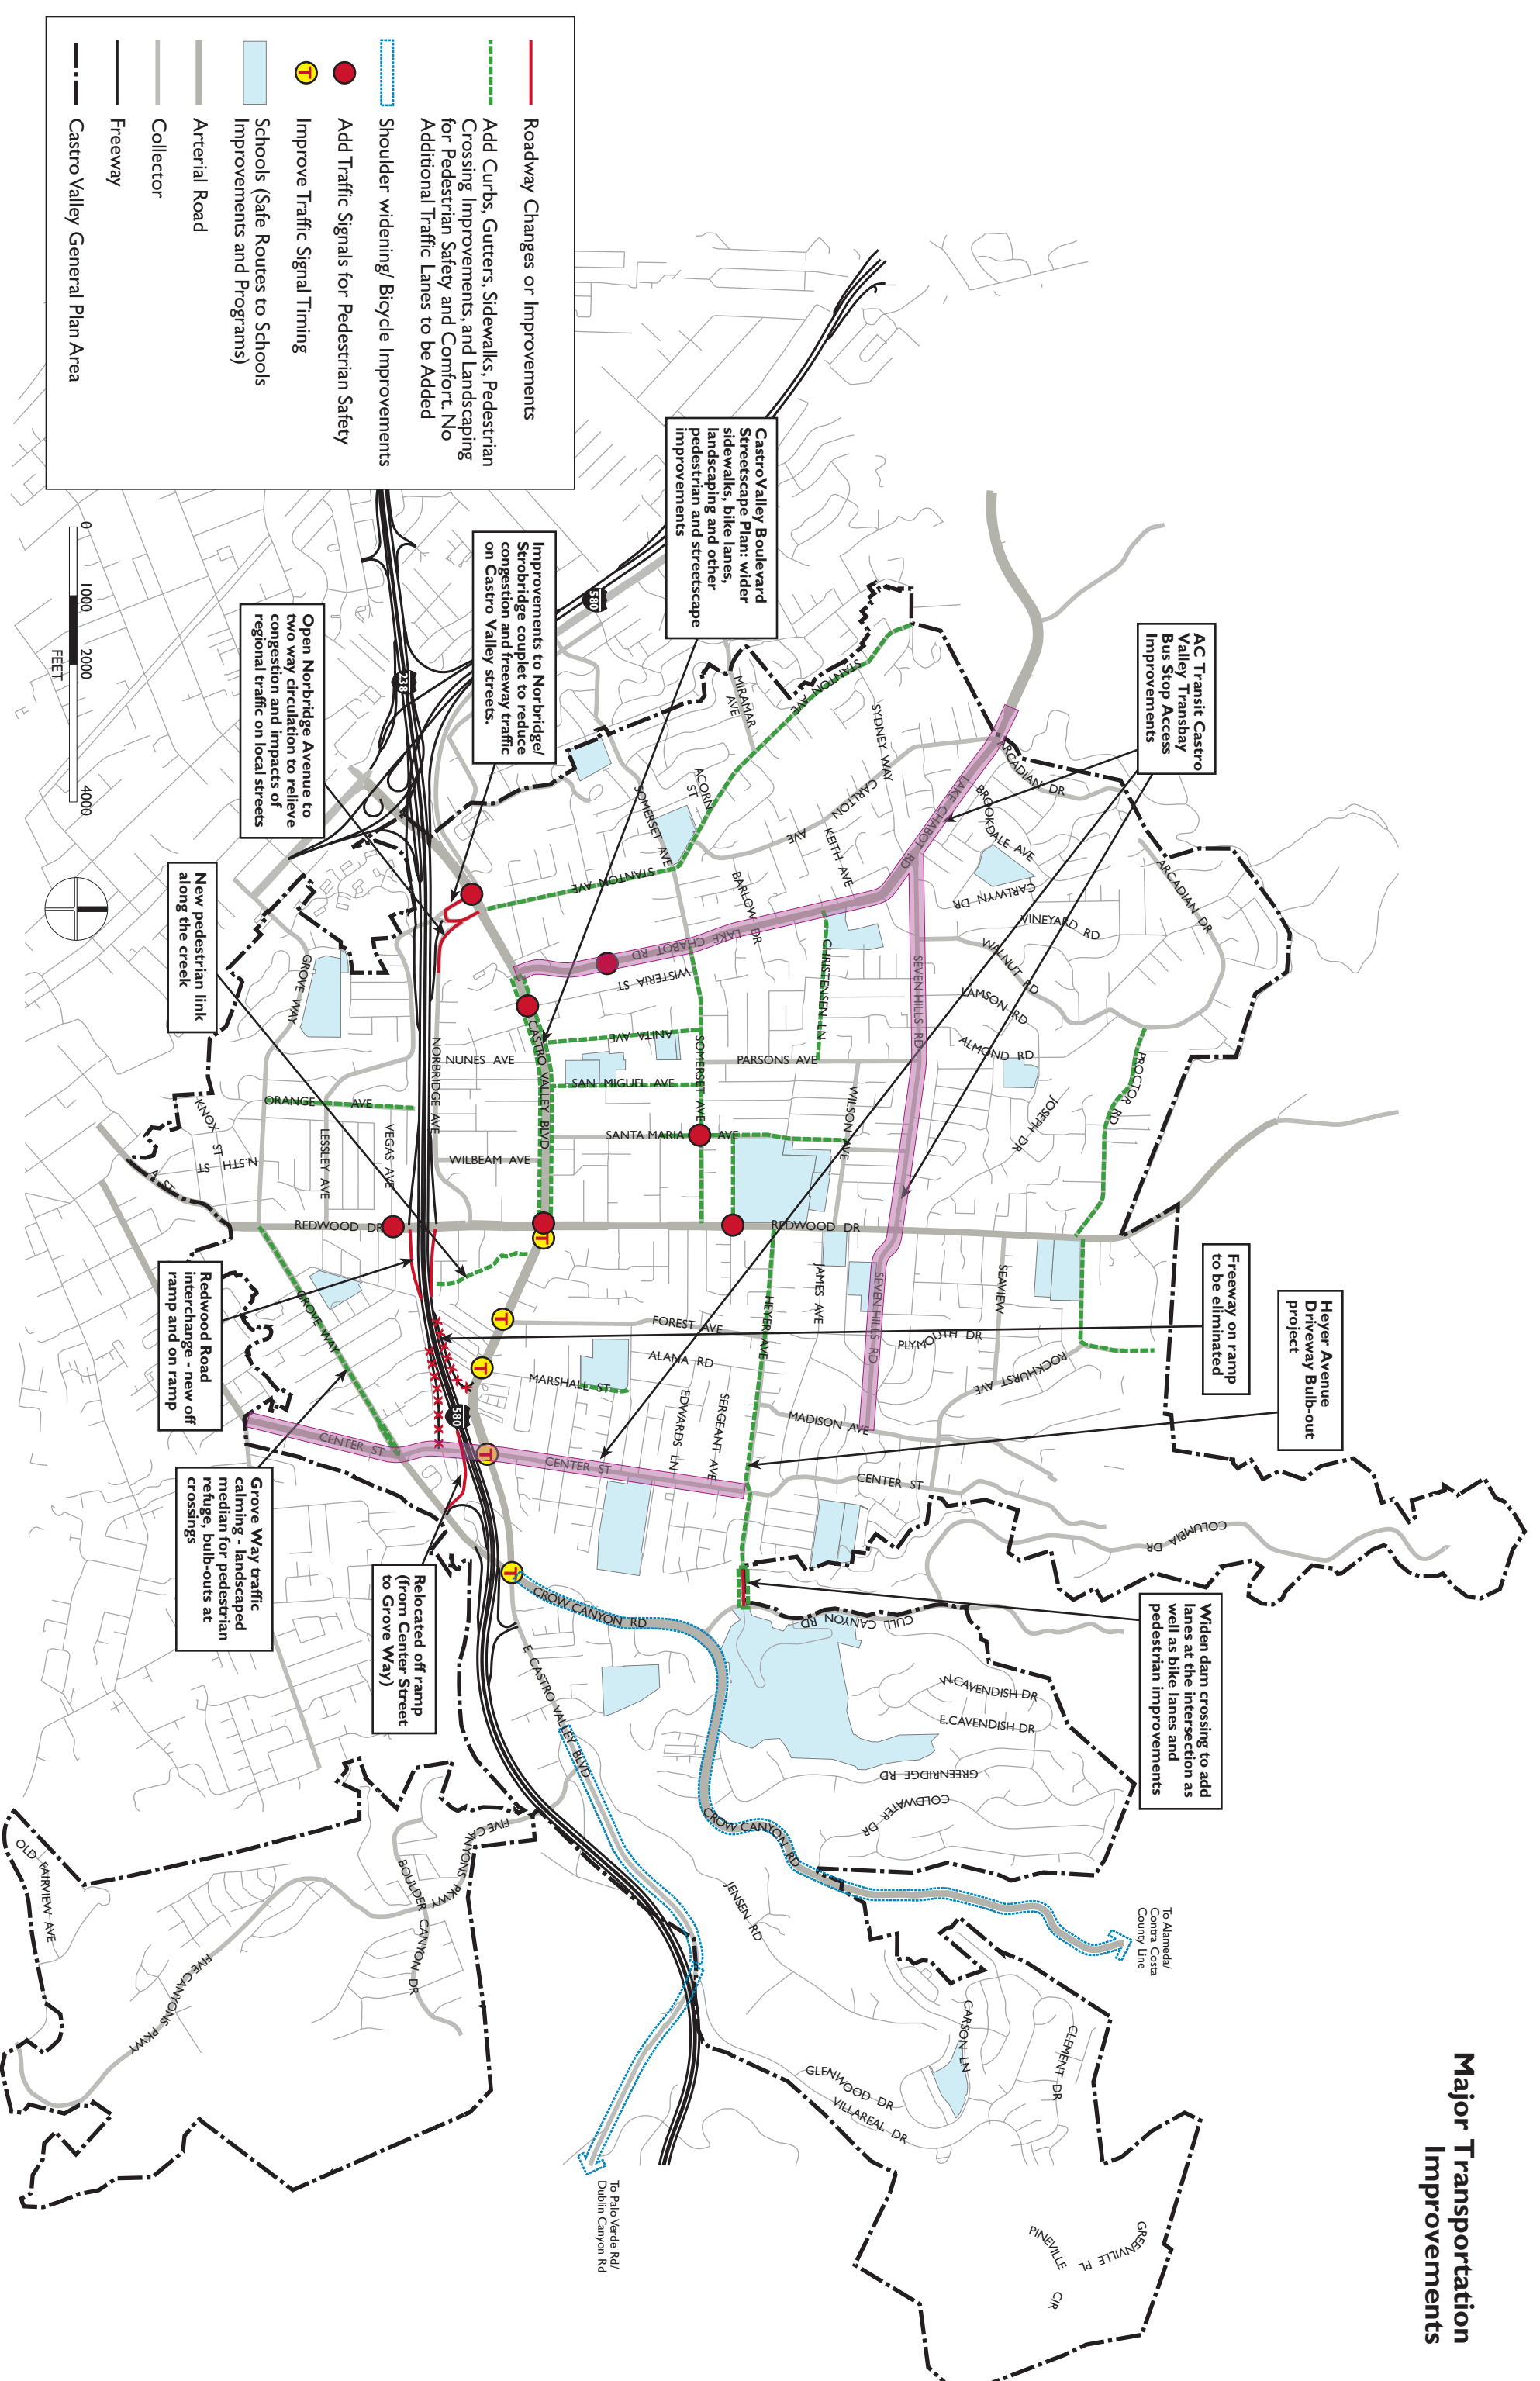 Major Transportation
Improvements
Roadway Changes or Improvements
Add Curbs, Gutters, Sidewalks, Pedestrian
Crossing Improvements, and Landscaping
for Pedestrian Safety and Comfort. No
Additional Traffic Lanes to be Added
Shoulder widening/ Bicycle Improvements
Add Traffic Signals for Pedestrian Safety
T
Improve Traffic Signal Timing
Schools (Safe Routes to Schools
Improvements and Programs)
Arterial Road
Collector
Freeway
Castro Valley General Plan Area
0 1000 2000 4000
FEET
AC Transit Castro
Valley Transbay
Bus Stop Access
Improvements
Freeway on ramp
to be eliminated
Heyer Avenue
Driveway Bulb-out
project
Widen dam crossing to add
lanes at the intersection as
well as bike lanes and
pedestrian improvements
Castro Valley Boulevard
Streetscape Plan: wider
sidewalks, bike lanes,
landscaping and other
pedestrian and streetscape
improvements
Improvements to Norbridge/
Strobridge couplet to reduce
congestion and freeway traffic
on Castro Valley streets.
Open Norbridge Avenue to
two way circulation to relieve
congestion and impacts of
regional traffic on local streets
New pedestrian link
along the creek
Redwood Road
interchange - new off
ramp and on ramp
Grove Way traffic
calming - landscaped
median for pedestrian
refuge, bulb-outs at
crossings
Relocated off ramp
(from Center Street
to Grove Way)
To Alameda/
Contra Costa
County Line
To Palo Verde Rd/
Dublin Canyon Rd
580
238
580
T
T
T
T
T
ARCADIAN DR
ARCADIAN DR
LAKE CHABOT RD
BROOKDALE AVE
CARLWYN DR
VINEYARD RD
WALNUT RD
LAMSON RD
ALMOND RD
JOSEPH DR
PROCTOR RD
STANTON AVE
SYDNEY WAY
MIRAMAR
AVE
CARLTON AVE
KEITH AVE
ACORN
ST
SOMERSET AVE
BARLOW DR
STANTON AVE
LAKE CHABOT RD
WISTERIA ST
CHRISTENSEN LN
SEVEN HILLS RD
ANITA AVE
SOMERSET AVE
PARSONS AVE
SAN MIGUEL AVE
WILSON AVE
SANTA MARIA AVE
CASTRO VALLEY BLVD
NUNES AVE
NORBRIDGE AVE
WILBEAM AVE
GROVE WAY
ORANGE AVE
VEGAS AVE
LESSLEY AVE
KNOX ST
N.5TH ST
A ST
REDWOOD DR
REDWOOD DR
GROVE WAY
JAMES AVE
HEYER AVE
SEVEN HILLS RD
SEAVIEW
PLYMOUTH DR
ROCKHURST AVE
FOREST AVE
ALANA RD
MARSHALL ST
EDWARDS LN
SERGEANT AVE
MADISON AVE
CENTER ST
CENTER ST
CENTER ST
COLUMBIA DR
CULL CANYON RD
CROW CANYON RD
E CASTRO VALLEY BLVD
N.CAVENDISH DR
E.CAVENDISH DR
GREENRIDGE RD
COLDWATER DR
CROW CANYON RD
JENSEN RD
FIVE CANYONS PKWY
BOULDER CANYON DR
FIVE CANYONS PKWY
OLD FAIRVIEW AVE
CARSON LN
CLEMENT DR
GLENWOOD DR
VILLAREAL DR
GREENVILLE PL
PINEVILLE CIR